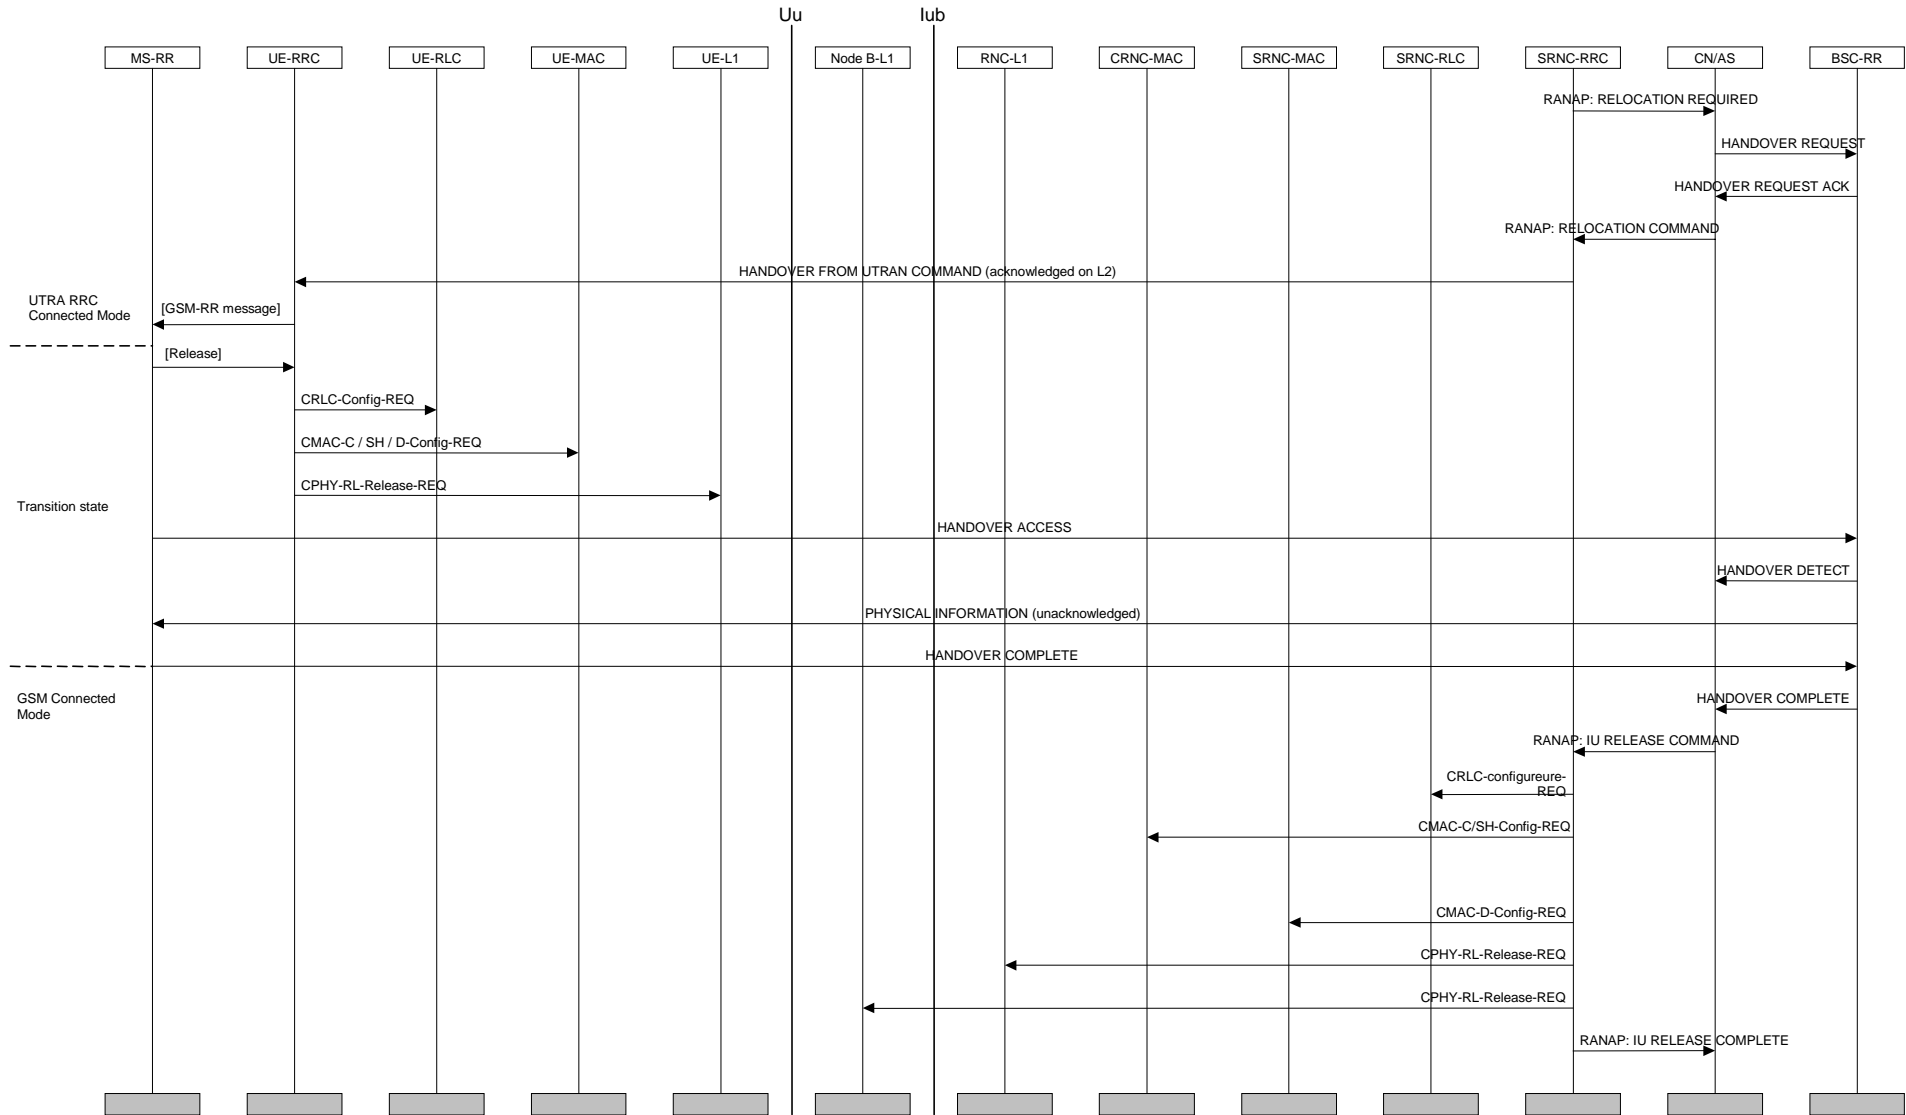 Uu
Iub
MS-RR
UE-RRC
UE-RLC
UE-MAC
UE-L1
Node B-L1
RNC-L1
CRNC-MAC
SRNC-MAC
SRNC-RLC
SRNC-RRC
CN/AS
BSC-RR
RANAP: RELOCATION REQUIRED
HANDOVER REQUEST
HANDOVER REQUEST ACK
RANAP: RELOCATION COMMAND
HANDOVER FROM UTRAN COMMAND (acknowledged on L2)
UTRA RRC
Connected Mode
[GSM-RR message]
[Release]
CRLC-Config-REQ
CMAC-C / SH / D-Config-REQ
CPHY-RL-Release-REQ
Transition state
HANDOVER ACCESS
HANDOVER DETECT
PHYSICAL INFORMATION (unacknowledged)
HANDOVER COMPLETE
GSM Connected
Mode
HANDOVER COMPLETE
RANAP: IU RELEASE COMMAND
CRLC-configureure-
REQ
CMAC-C/SH-Config-REQ
CMAC-D-Config-REQ
CPHY-RL-Release-REQ
CPHY-RL-Release-REQ
RANAP: IU RELEASE COMPLETE